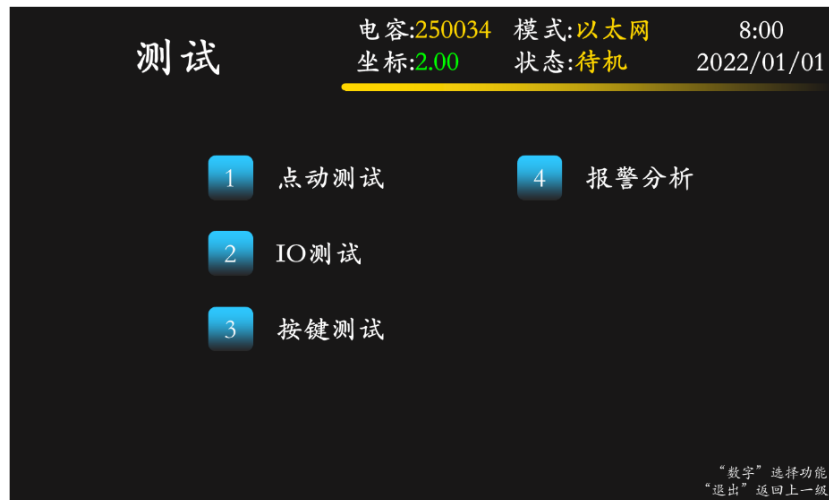 测试
电容:250034 模式:以太网 8:00
坐标:2.00 状态:待机 2022/01/01
1 点动测试 4 报警分析
2 IO测试
3 按键测试
“数字”选择功能
“退出”返回上一级